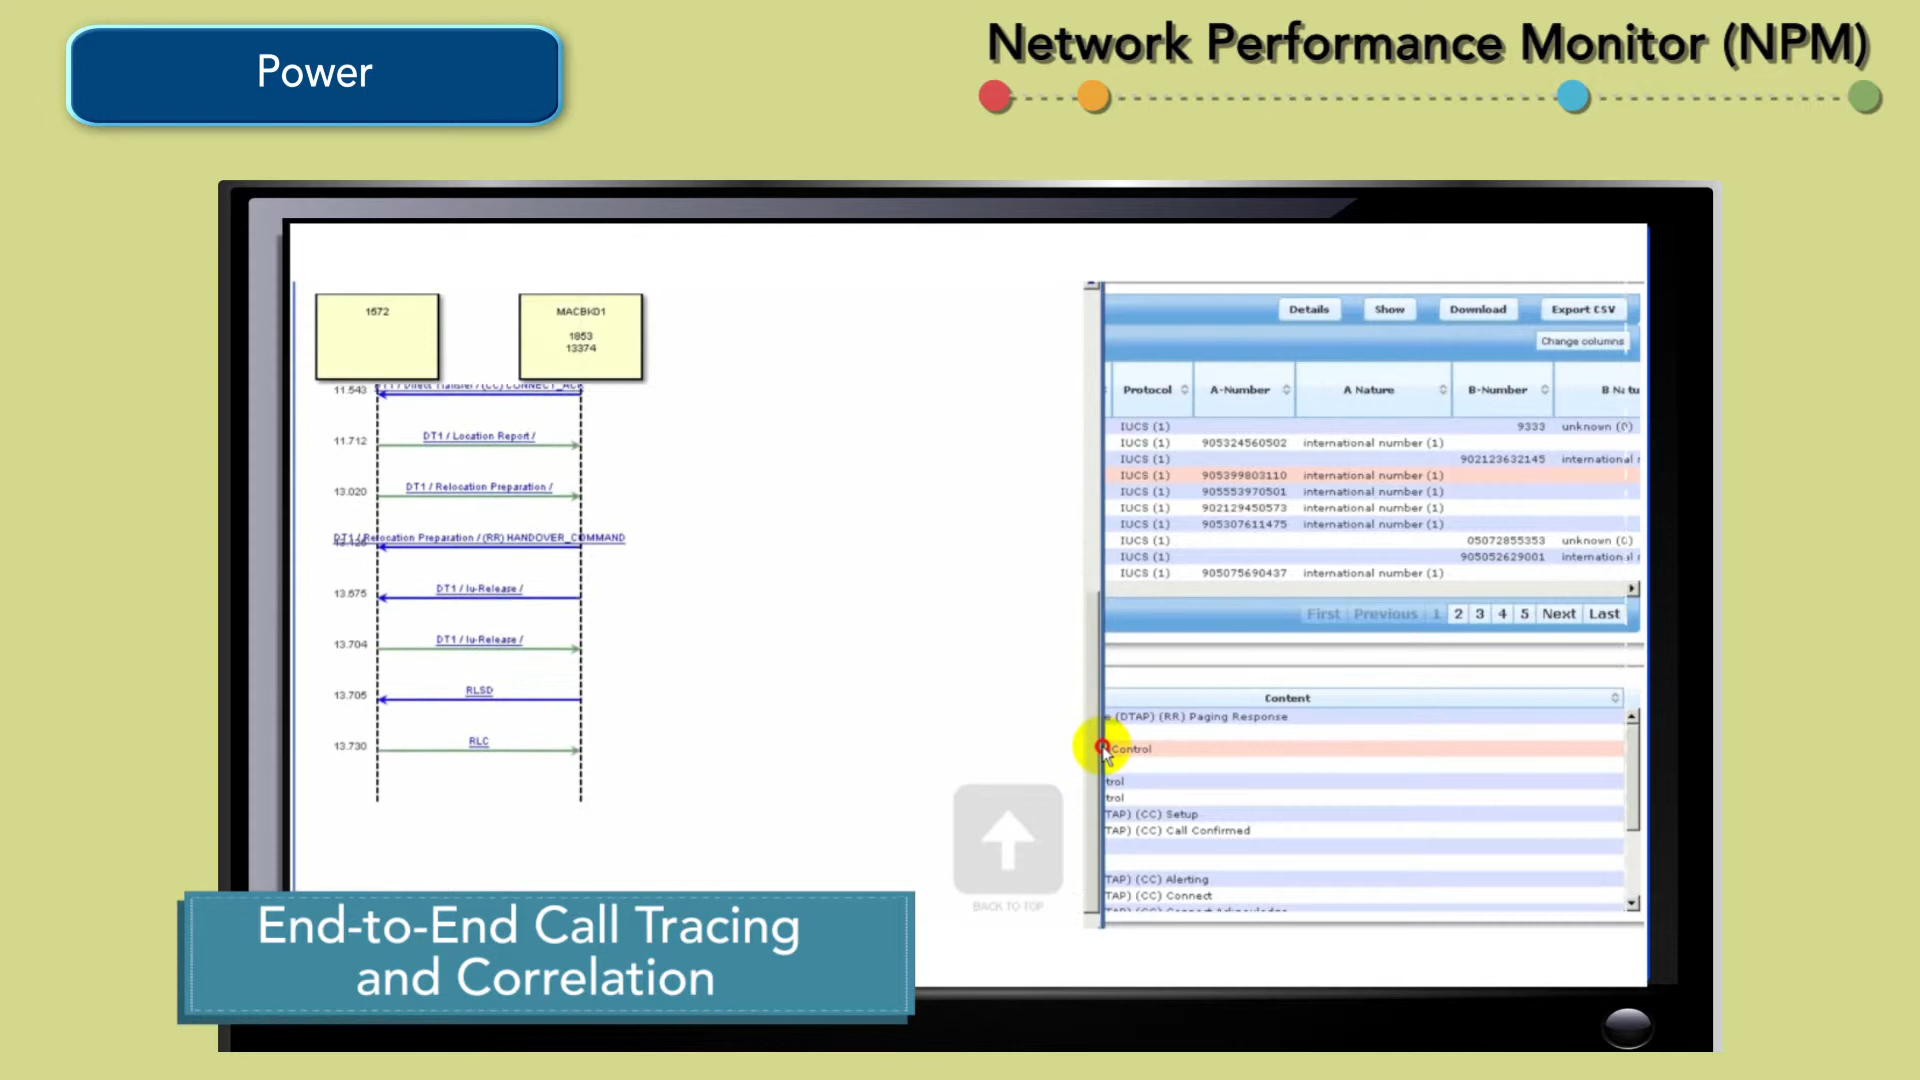 Power
Network Performance Monitor (NPM)
1672
MACBKD1
1853
13374
11.543
11.712
DT1 / Location Report /
13.020
DT1 / Relocation Preparation /
DT1 / Relocation Preparation / (RR) HANDOVER_COMMAND
13.675
DT1 / Iu-Release /
13.704
DT1 / Iu-Release /
13.705
RLSD
13.730
RLC
BACK TO TOP
Details Show Download Export CSV
Change columns
Protocol A-Number A Nature B-Number
IUCS (1) 9333 unknown (0)
IUCS (1) 905324560502 international number (1)
IUCS (1) 902123632145 international
IUCS (1) 905399803110 international number (1)
IUCS (1) 905553970501 international number (1)
IUCS (1) 902129450573 international number (1)
IUCS (1) 905307611475 international number (1)
IUCS (1) 05072855353 unknown (0)
IUCS (1) 905052629001 international
IUCS (1) 905075690437 international number (1)
First Previous 1 2 3 4 5 Next Last
Content
(DTAP) (RR) Paging Response
Control
trol
trol
TAP) (CC) Setup
TAP) (CC) Call Confirmed
TAP) (CC) Alerting
TAP) (CC) Connect
End-to-End Call Tracing
and Correlation